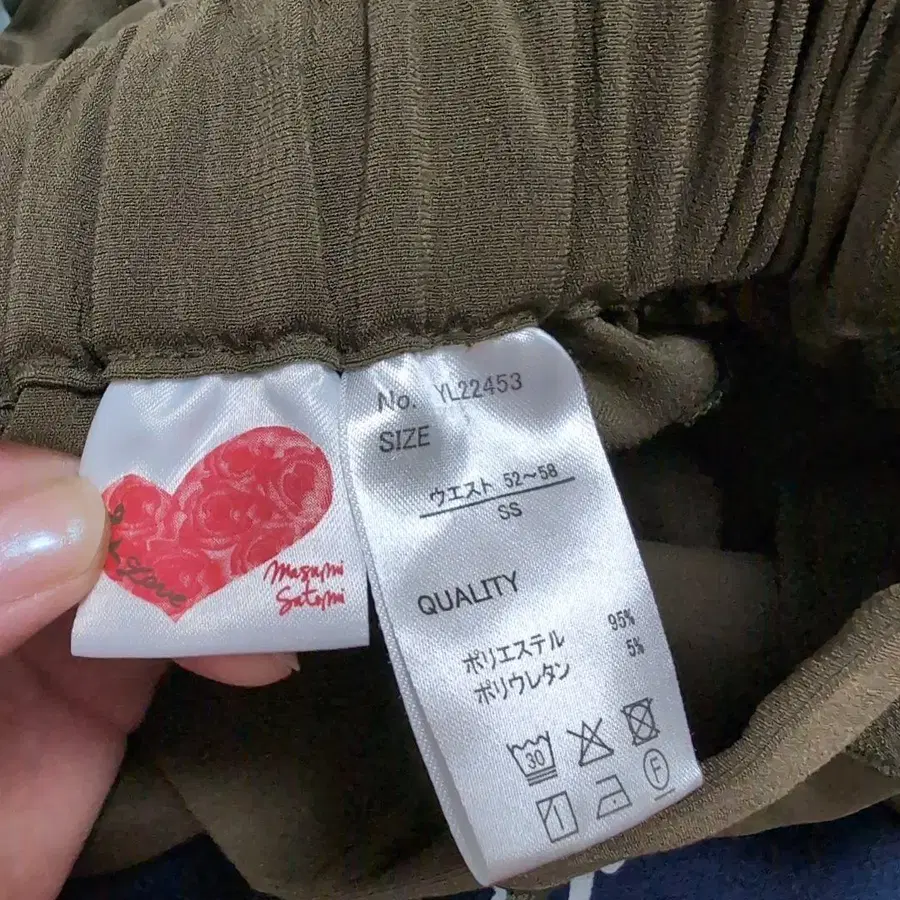 Love
Masumi
Satomi
No. YL22453
SIZE
ウエスト 52～58
SS
QUALITY
ポリエステル 95%
ポリウレタン 5%
30
F